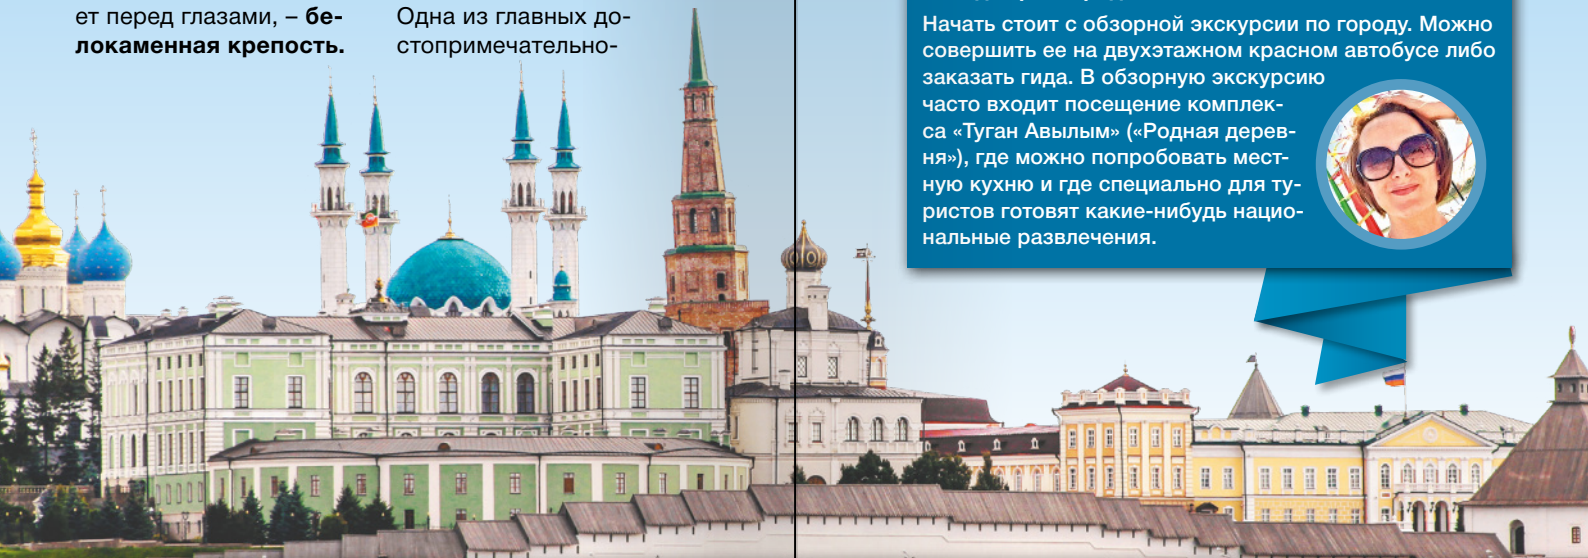 ет перед глазами, – бе-
локаменная крепость.
Одна из главных до-
стопримечательно-
Начать стоит с обзорной экскурсии по городу. Можно
совершить ее на двухэтажном красном автобусе либо
заказать гида. В обзорную экскурсию
часто входит посещение комплек-
са «Туган Авылым» («Родная дерев-
ня»), где можно попробовать мест-
ную кухню и где специально для ту-
ристов готовят какие-нибудь нацио-
нальные развлечения.